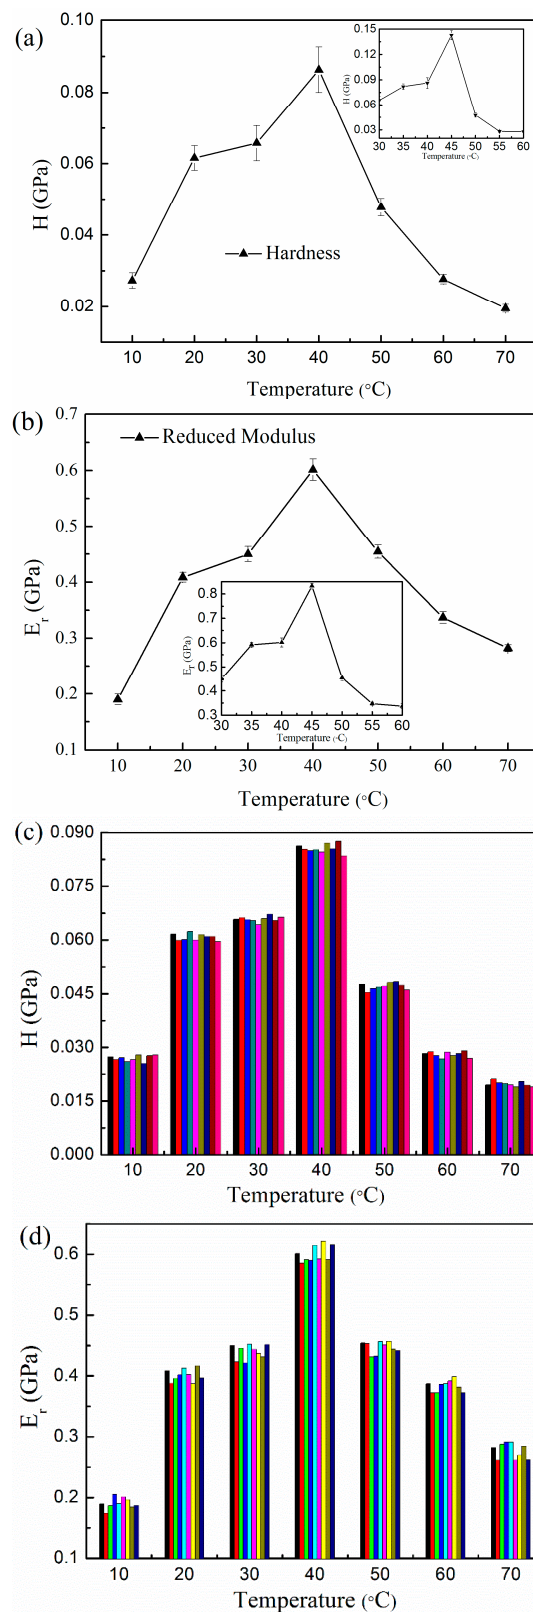 (a)
0.10
0.08
0.06
0.04
0.02
H (GPa)
Hardness
10 20 30 40 50 60 70
Temperature (°C)
0.15
0.12
0.09
0.06
0.03
H (GPa)
30 35 40 45 50 55 60
Temperature (°C)
(b)
0.7
0.6
0.5
0.4
0.3
0.2
0.1
E_r (GPa)
Reduced Modulus
10 20 30 40 50 60 70
Temperature (°C)
0.8
0.7
0.6
0.5
0.4
0.3
E_r (GPa)
30 35 40 45 50 55 60
Temperature (°C)
(c)
0.090
0.075
0.060
0.045
0.030
0.015
0.000
H (GPa)
10 20 30 40 50 60 70
Temperature (°C)
(d)
0.6
0.5
0.4
0.3
0.2
0.1
E_r (GPa)
10 20 30 40 50 60 70
Temperature (°C)